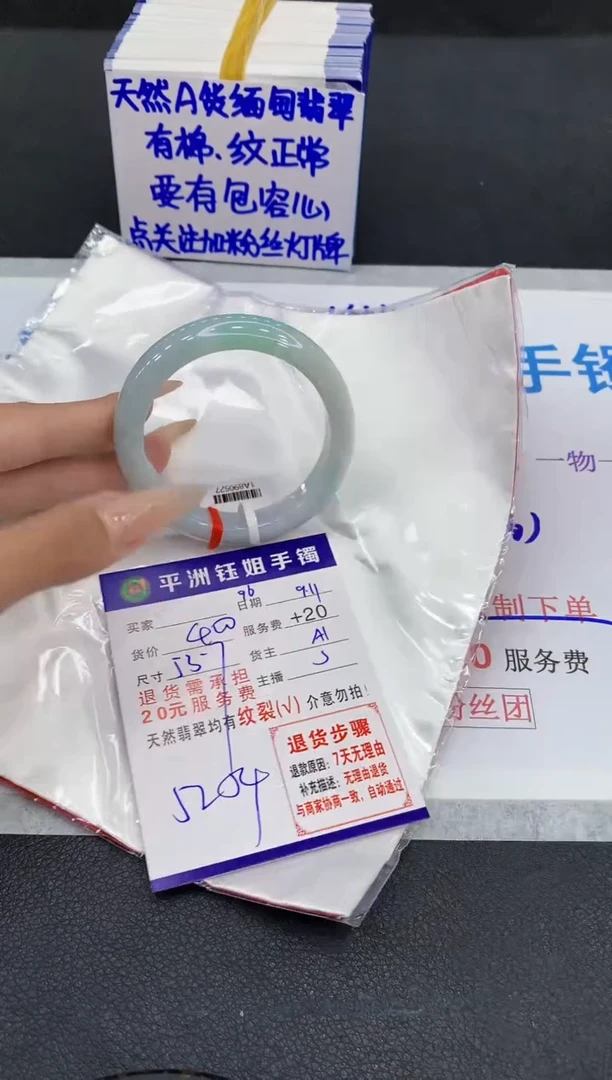 天然A货缅甸翡翠
有棉、纹正常
要有包容心
点关注加粉丝灯牌
手镯
一物一
制下单
0 服务费
粉丝团
1A890577
平洲钰姐手镯
96
买家 日期 9.11
货价 400 服务费 +20
尺寸 55 货主 A1
退货需承担 主播 J
20元服务费
天然翡翠均有纹裂(√) 介意勿拍!
退货步骤
退款原因:7天无理由
补充描述:无理由退货
与商家协商一致,自动通过
5204